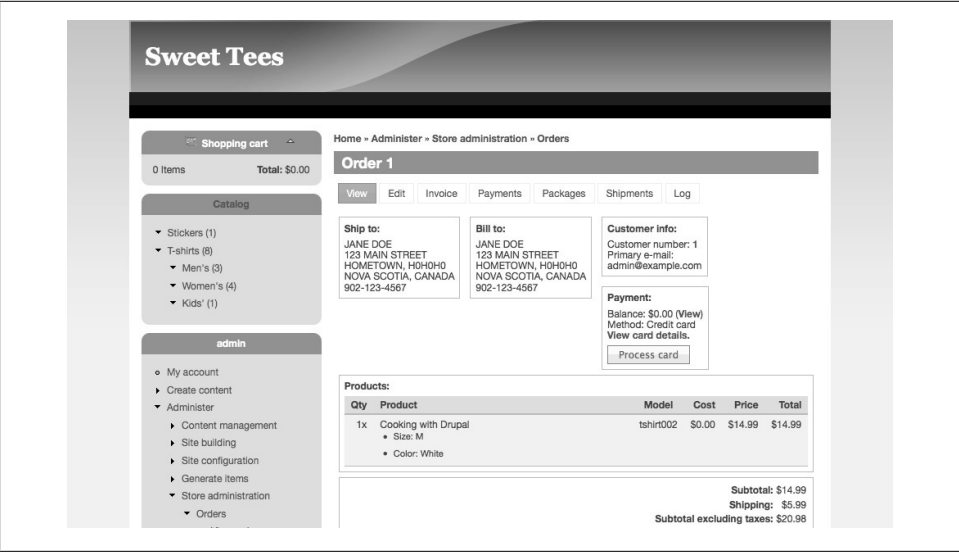 Sweet Tees
Shopping cart
0 Items Total: $0.00
Catalog
Stickers (1)
T-shirts (8)
Men's (3)
Women's (4)
Kids' (1)
admin
My account
Create content
Administer
Content management
Site building
Site configuration
Generate items
Store administration
Orders
Home » Administer » Store administration » Orders
Order 1
View Edit Invoice Payments Packages Shipments Log
Ship to:
JANE DOE
123 MAIN STREET
HOMETOWN, H0H0H0
NOVA SCOTIA, CANADA
902-123-4567
Bill to:
JANE DOE
123 MAIN STREET
HOMETOWN, H0H0H0
NOVA SCOTIA, CANADA
902-123-4567
Customer info:
Customer number: 1
Primary e-mail:
admin@example.com
Payment:
Balance: $0.00 (View)
Method: Credit card
View card details.
Process card
Products:
Qty Product Model Cost Price Total
1x Cooking with Drupal tshirt002 $0.00 $14.99 $14.99
• Size: M
• Color: White
Subtotal: $14.99
Shipping: $5.99
Subtotal excluding taxes: $20.98